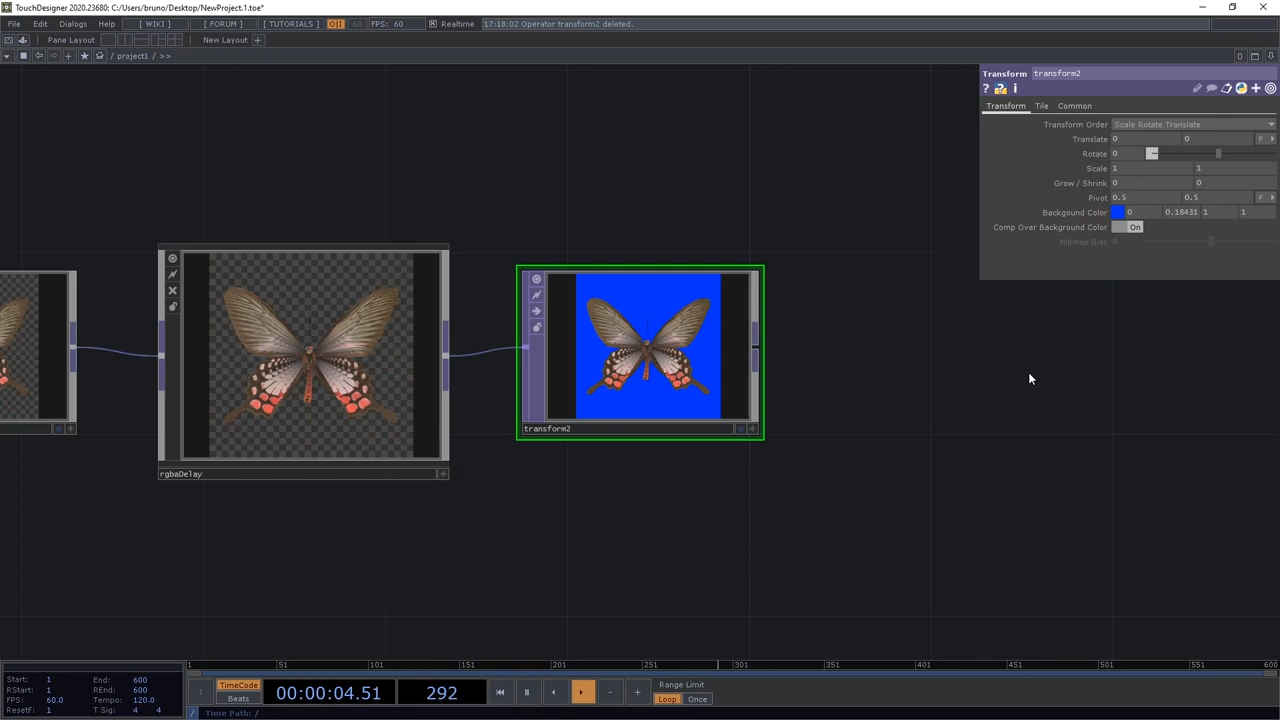 TouchDesigner 2020.23680: C:/Users/bruno/Desktop/NewProject.1.toe*
File Edit Dialogs Help [ WIKI ] [ FORUM ] [ TUTORIALS ] O|I 60 FPS: 60 Realtime 17:18:02 Operator transform2 deleted.
Pane Layout New Layout +
/ project1 / >> 0
Transform transform2
? ? i
Transform Tile Common
Transform Order Scale Rotate Translate
Translate 0 0 F
Rotate 0
Scale 1 1
Grow / Shrink 0 0
Pivot 0.5 0.5 F
Background Color 0 0.18431 1 1
Comp Over Background Color On
Mipmap Bias 0
transform2
rgbaDelay
1 51 101 151 201 251 301 351 401 451 501 551 600
Start: 1 End: 600
RStart: 1 REnd: 600
FPS: 60.0 Tempo: 120.0
ResetF: 1 T Sig: 4 4
TimeCode
Beats
00:00:04.51 292
Range Limit
Loop Once
/ Time Path: /